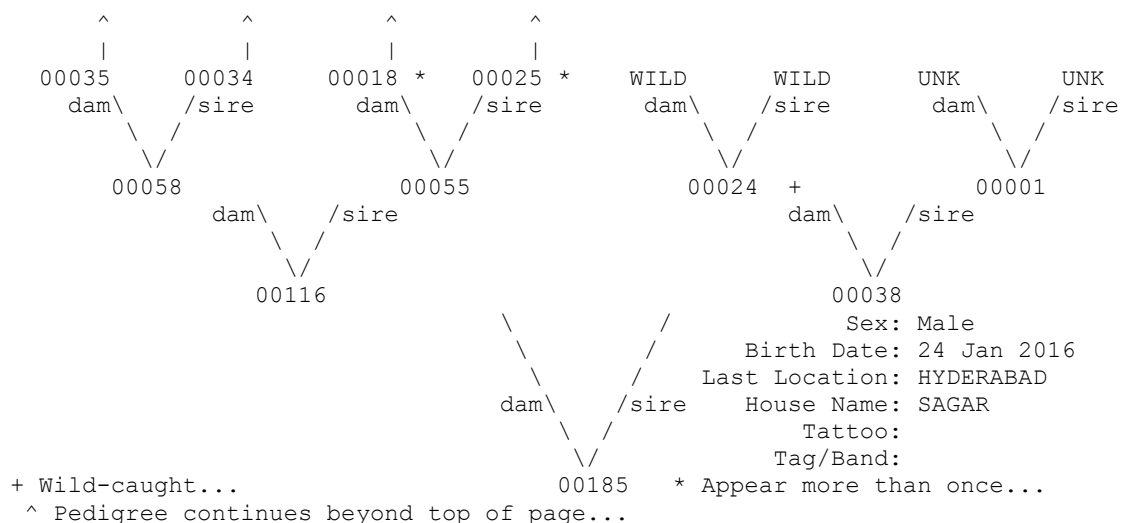 ^ ^ ^ ^
| | | |
00035 00034 00018 * 00025 * WILD WILD UNK UNK
dam\ /sire dam\ /sire dam\ /sire dam\ /sire
\ / \ / \ / \ /
\/ \/ \/ \/
00058 00055 00024 + 00001
dam\ /sire dam\ /sire
\ / \ /
\/ \/
00116 00038
\ / Sex: Male
\ / Birth Date: 24 Jan 2016
\ / Last Location: HYDERABAD
dam\ /sire House Name: SAGAR
\ / Tattoo:
\/ Tag/Band:
+ Wild-caught... 00185 * Appear more than once...
^ Pedigree continues beyond top of page...